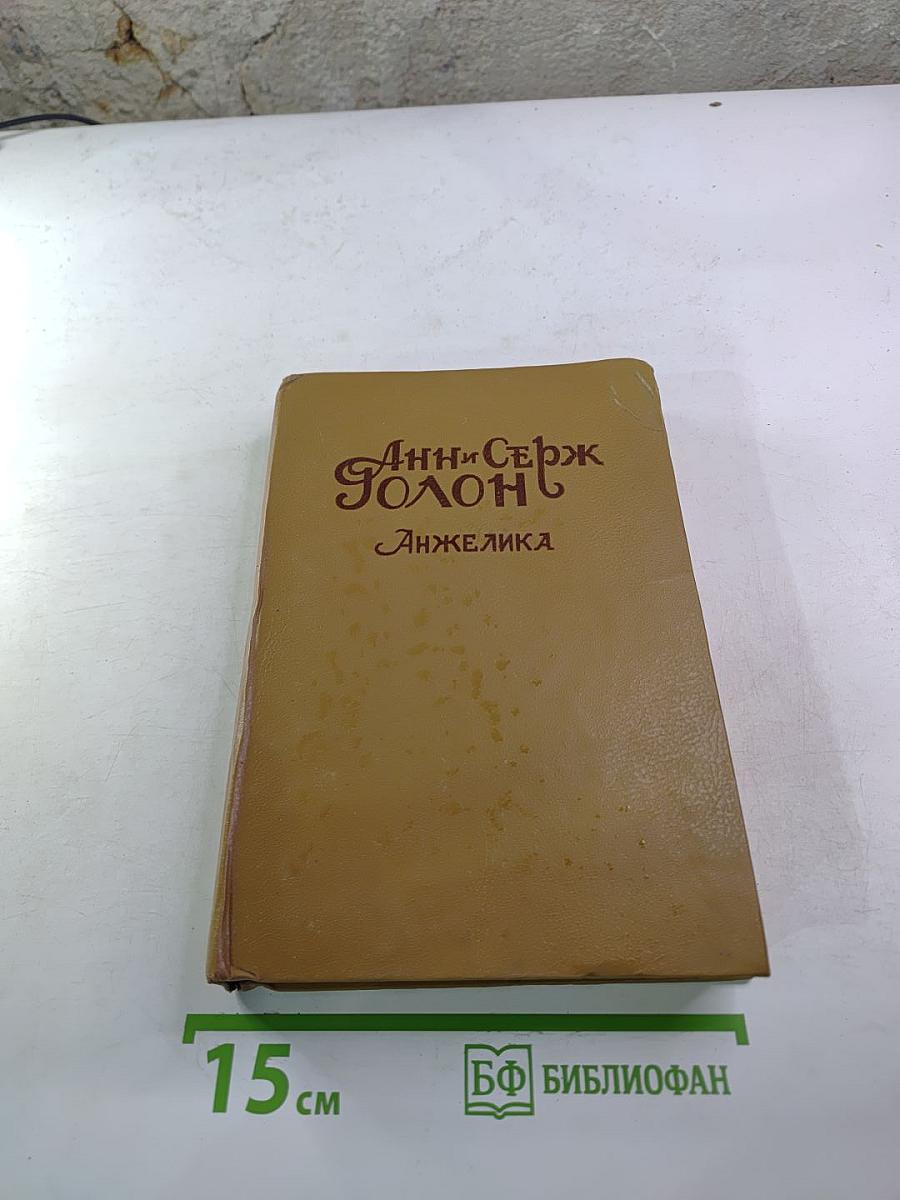 Анн и Серж
Голон
Анжелика
15 см
БФ БИБЛИОФАН